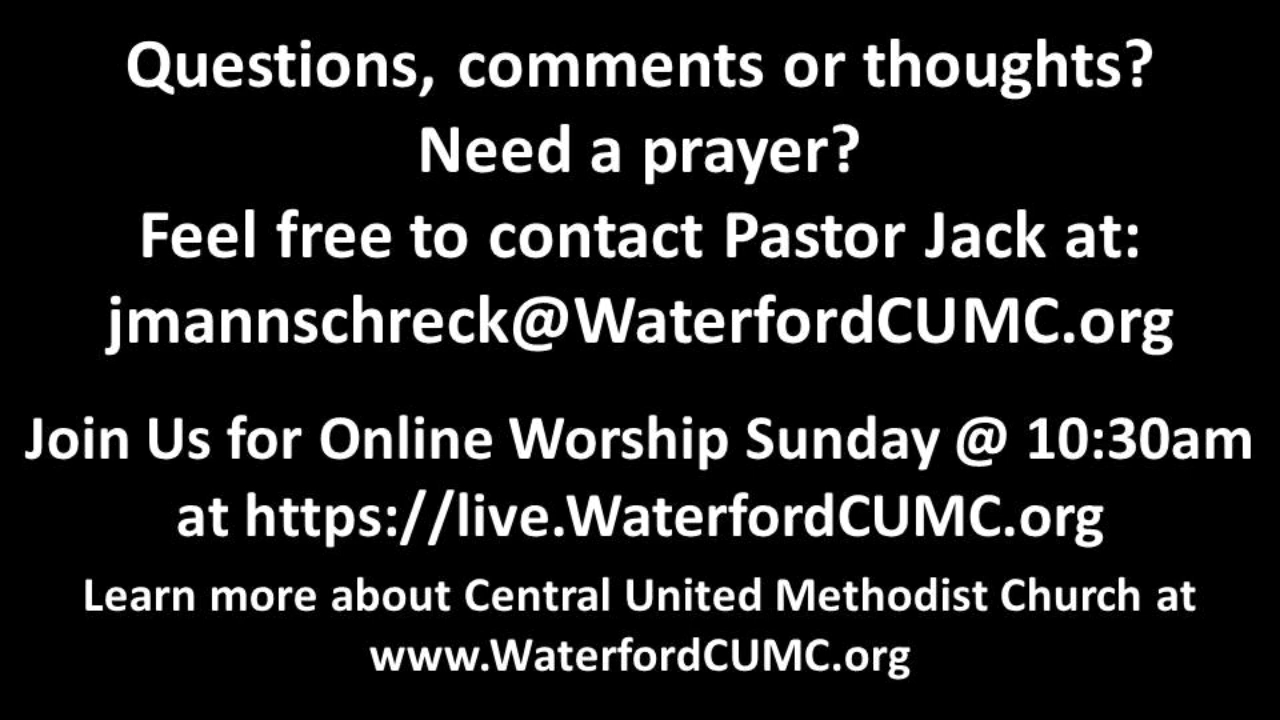 Questions, comments or thoughts?
Need a prayer?
Feel free to contact Pastor Jack at:
jmannschreck@WaterfordCUMC.org
Join Us for Online Worship Sunday @ 10:30am
at https://live.WaterfordCUMC.org
Learn more about Central United Methodist Church at
www.WaterfordCUMC.org